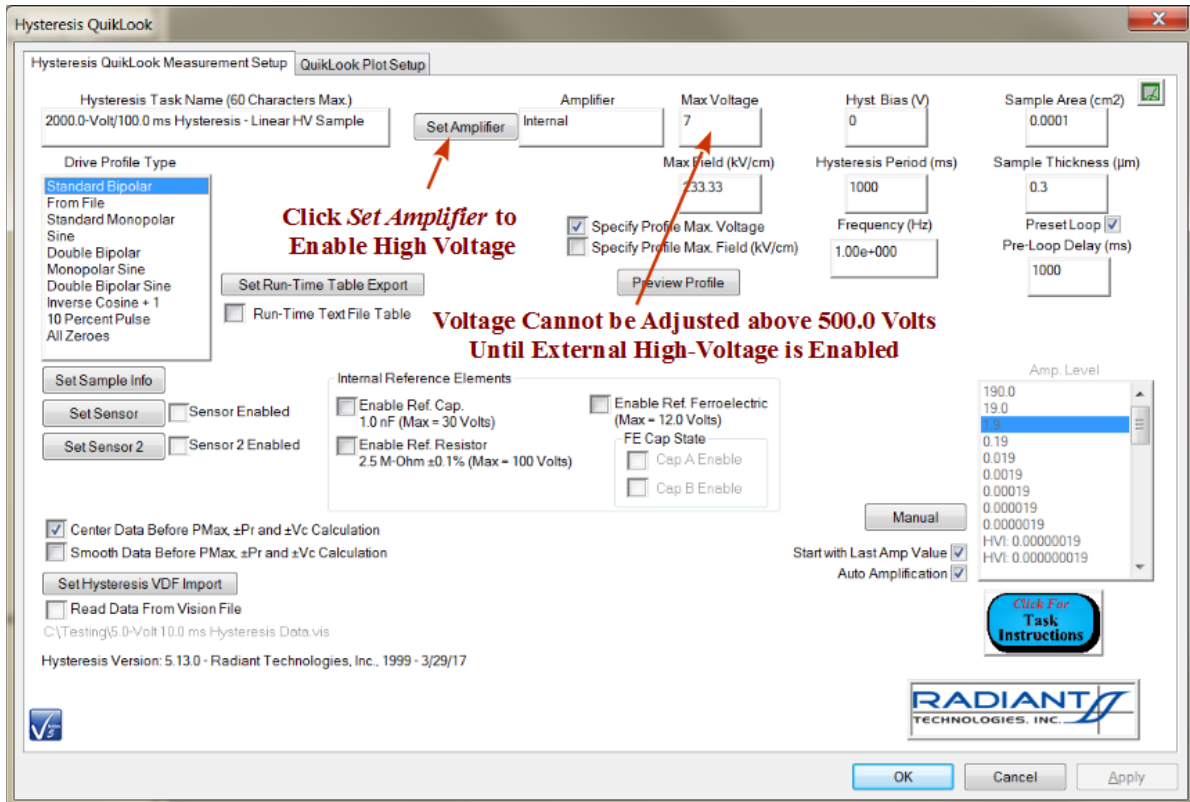 Hysteresis QuikLook
Hysteresis QuikLook Measurement Setup
QuikLook Plot Setup
Hysteresis Task Name (60 Characters Max.)
2000.0-Volt/100.0 ms Hysteresis - Linear HV Sample
Set Amplifier
Amplifier
Internal
Max Voltage
7
Hyst. Bias (V)
0
Sample Area (cm2)
0.0001
Drive Profile Type
Standard Bipolar
From File
Standard Monopolar
Sine
Double Bipolar
Monopolar Sine
Double Bipolar Sine
Inverse Cosine + 1
10 Percent Pulse
All Zeroes
Click Set Amplifier to
Enable High Voltage
Max Field (kV/cm)
233.33
Hysteresis Period (ms)
1000
Sample Thickness (µm)
0.3
Specify Profile Max. Voltage
Specify Profile Max. Field (kV/cm)
Frequency (Hz)
1.00e+000
Preset Loop
Pre-Loop Delay (ms)
1000
Set Run-Time Table Export
Run-Time Text File Table
Preview Profile
Voltage Cannot be Adjusted above 500.0 Volts
Until External High-Voltage is Enabled
Set Sample Info
Set Sensor
Sensor Enabled
Set Sensor 2
Sensor 2 Enabled
Internal Reference Elements
Enable Ref. Cap.
1.0 nF (Max = 30 Volts)
Enable Ref. Resistor
2.5 M-Ohm ±0.1% (Max = 100 Volts)
Enable Ref. Ferroelectric
(Max = 12.0 Volts)
FE Cap State
Cap A Enable
Cap B Enable
Amp. Level
190.0
19.0
1.9
0.19
0.019
0.0019
0.00019
0.000019
0.0000019
HVI: 0.00000019
HVI: 0.000000019
Manual
Start with Last Amp Value
Auto Amplification
Center Data Before PMax, ±Pr and ±Vc Calculation
Smooth Data Before PMax, ±Pr and ±Vc Calculation
Set Hysteresis VDF Import
Read Data From Vision File
C:\Testing\5.0-Volt 10.0 ms Hysteresis Data.vis
Hysteresis Version: 5.13.0 - Radiant Technologies, Inc., 1999 - 3/29/17
Click For
Task
Instructions
RADIANT
TECHNOLOGIES, INC.
OK
Cancel
Apply